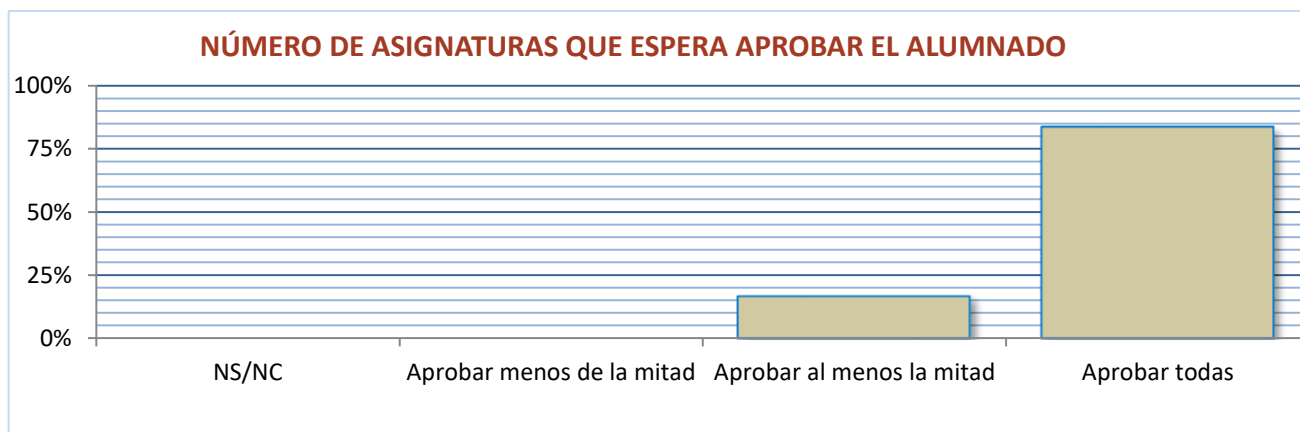 NÚMERO DE ASIGNATURAS QUE ESPERA APROBAR EL ALUMNADO
100%
75%
50%
25%
0%
NS/NC Aprobar menos de la mitad Aprobar al menos la mitad Aprobar todas